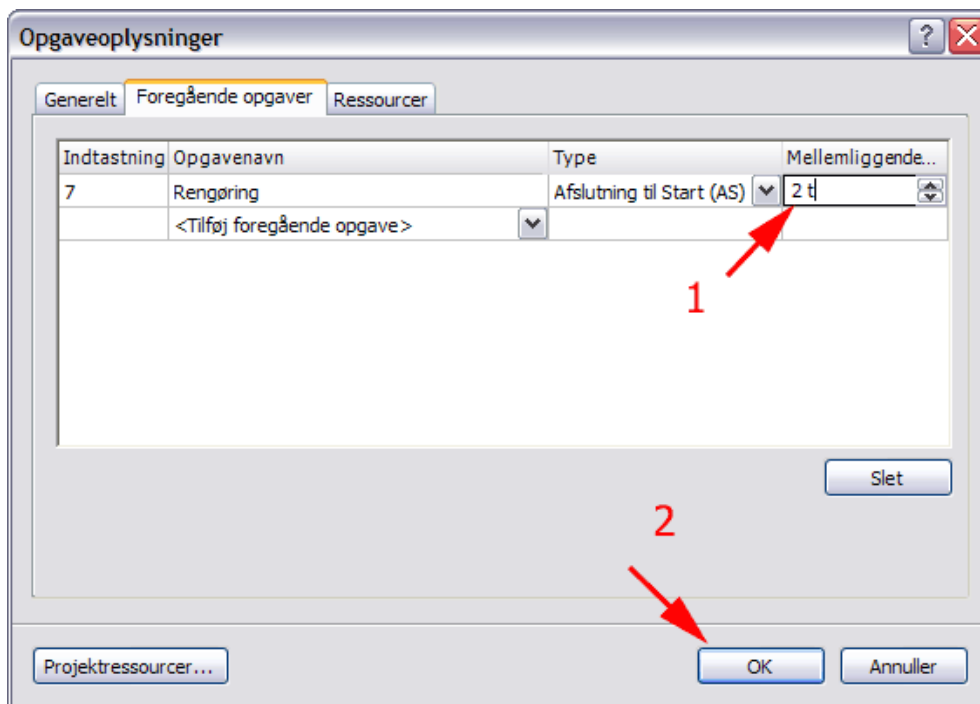 Opgaveoplysninger
Generelt Foregående opgaver Ressourcer
Indtastning Opgavenavn Type Mellemliggende...
7 Rengøring Afslutning til Start (AS) 2 t
<Tilføj foregående opgave>
1
Slet
2
Projektressourcer... OK Annuller